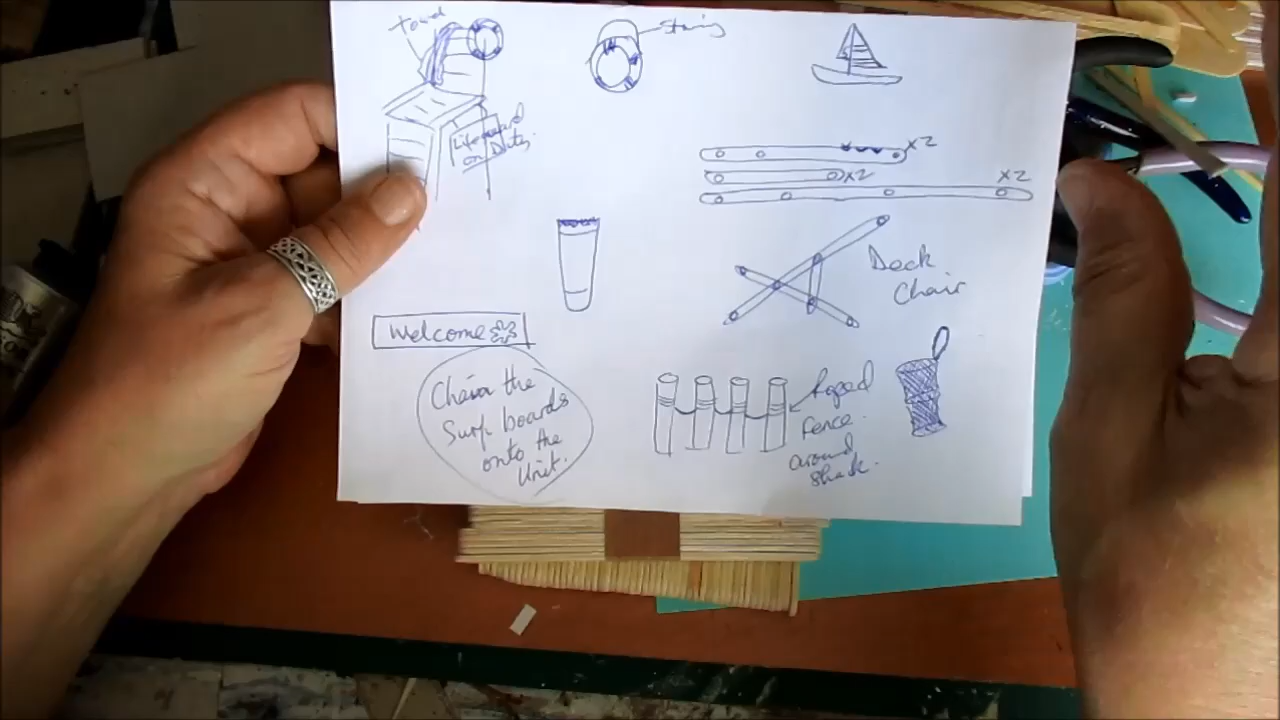 towel
string
Lifeguard
on Duty.
x2
x2
x2
Deck
Chair
Welcome
Chain the
Surf boards
onto the
Unit.
Roped
Fence
around
shack.